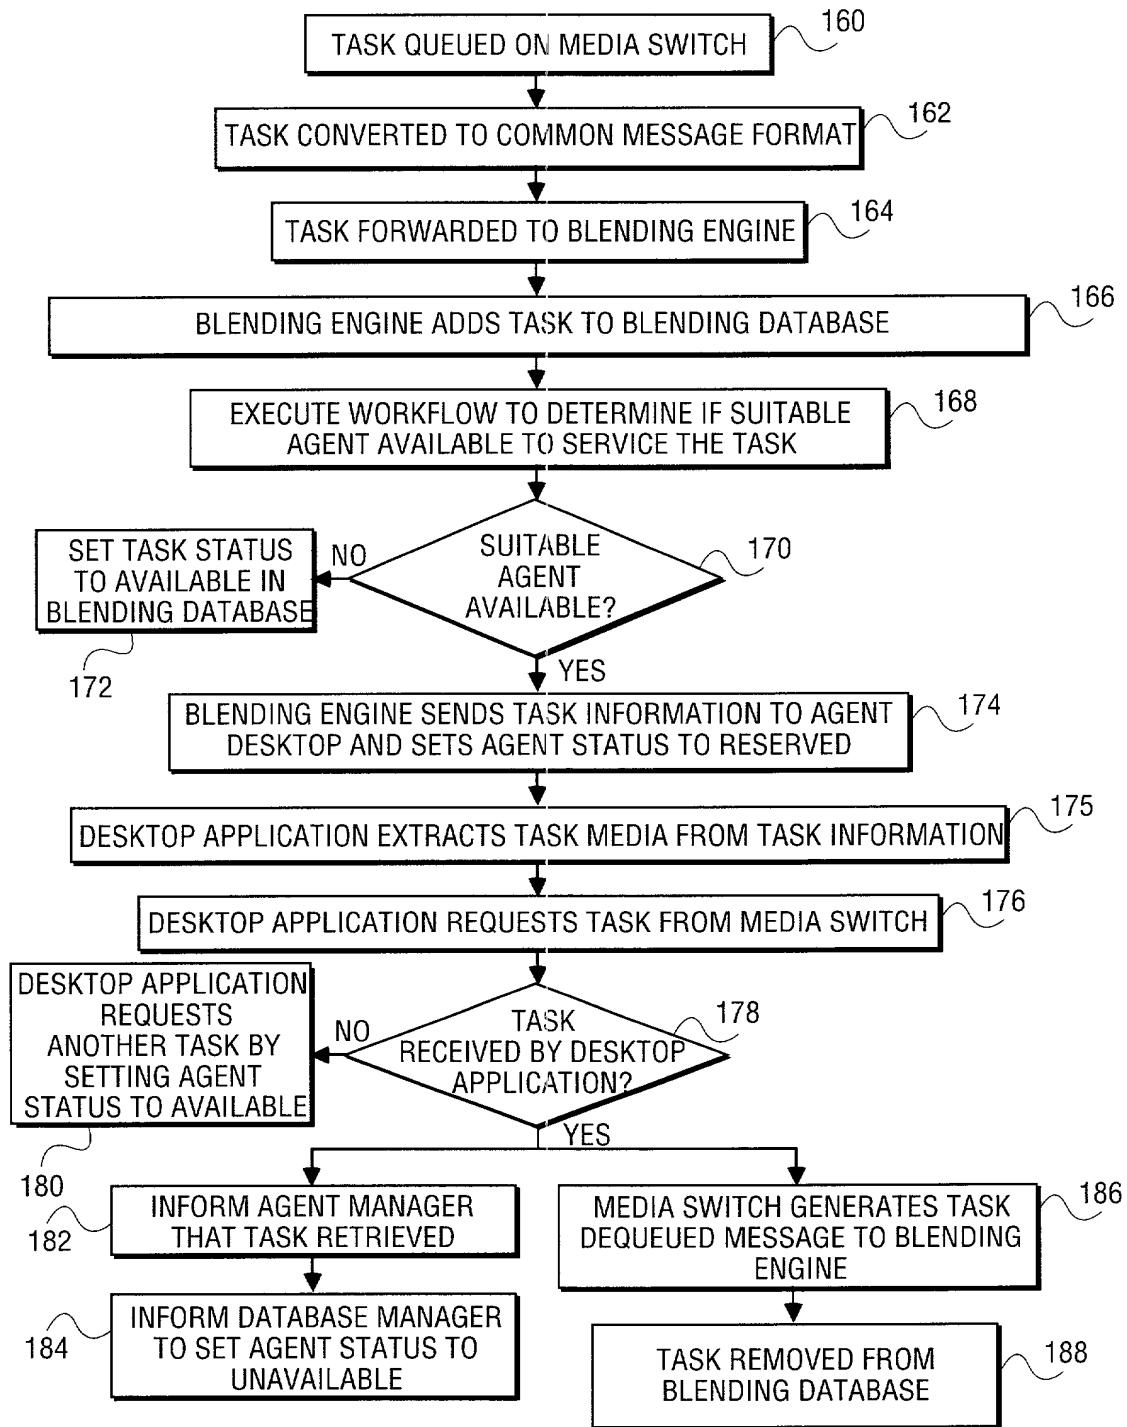 TASK QUEUED ON MEDIA SWITCH
160
TASK CONVERTED TO COMMON MESSAGE FORMAT
162
TASK FORWARDED TO BLENDING ENGINE
164
BLENDING ENGINE ADDS TASK TO BLENDING DATABASE
166
EXECUTE WORKFLOW TO DETERMINE IF SUITABLE
AGENT AVAILABLE TO SERVICE THE TASK
168
SUITABLE
AGENT
AVAILABLE?
170
NO
SET TASK STATUS
TO AVAILABLE IN
BLENDING DATABASE
172
YES
BLENDING ENGINE SENDS TASK INFORMATION TO AGENT
DESKTOP AND SETS AGENT STATUS TO RESERVED
174
DESKTOP APPLICATION EXTRACTS TASK MEDIA FROM TASK INFORMATION
175
DESKTOP APPLICATION REQUESTS TASK FROM MEDIA SWITCH
176
TASK
RECEIVED BY DESKTOP
APPLICATION?
178
NO
DESKTOP APPLICATION
REQUESTS
ANOTHER TASK BY
SETTING AGENT
STATUS TO AVAILABLE
180
YES
INFORM AGENT MANAGER
THAT TASK RETRIEVED
182
INFORM DATABASE MANAGER
TO SET AGENT STATUS TO
UNAVAILABLE
184
MEDIA SWITCH GENERATES TASK
DEQUEUED MESSAGE TO BLENDING
ENGINE
186
TASK REMOVED FROM
BLENDING DATABASE
188